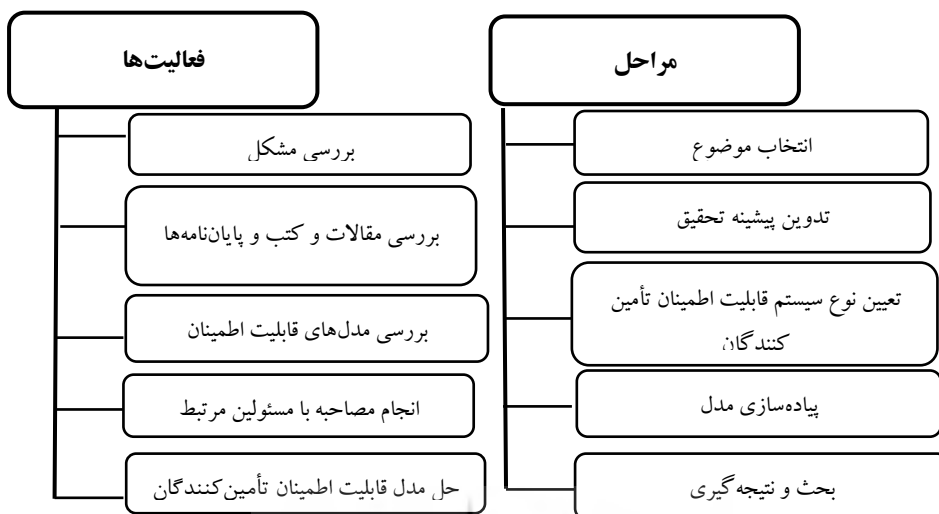 مراحل
انتخاب موضوع
تدوین پیشینه تحقیق
تعیین نوع سیستم قابلیت اطمینان تأمین
کنندگان
پیاده‌سازی مدل
بحث و نتیجه‌گیری
فعالیت‌ها
بررسی مشکل
بررسی مقالات و کتب و پایان‌نامه‌ها
بررسی مدل‌های قابلیت اطمینان
انجام مصاحبه با مسئولین مرتبط
حل مدل قابلیت اطمینان تأمین‌کنندگان